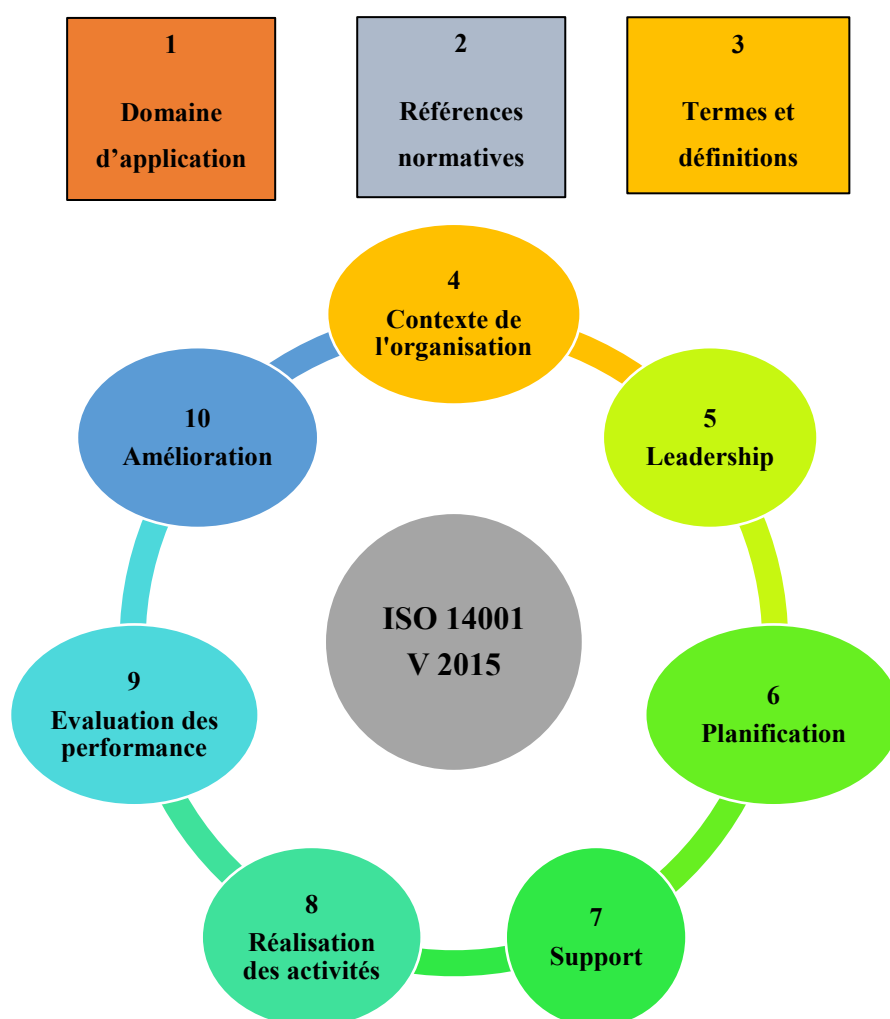 1
Domaine
d’application
2
Références
normatives
3
Termes et
définitions
4
Contexte de
l'organisation
5
Leadership
6
Planification
7
Support
8
Réalisation
des activités
9
Evaluation des
performance
10
Amélioration
ISO 14001
V 2015